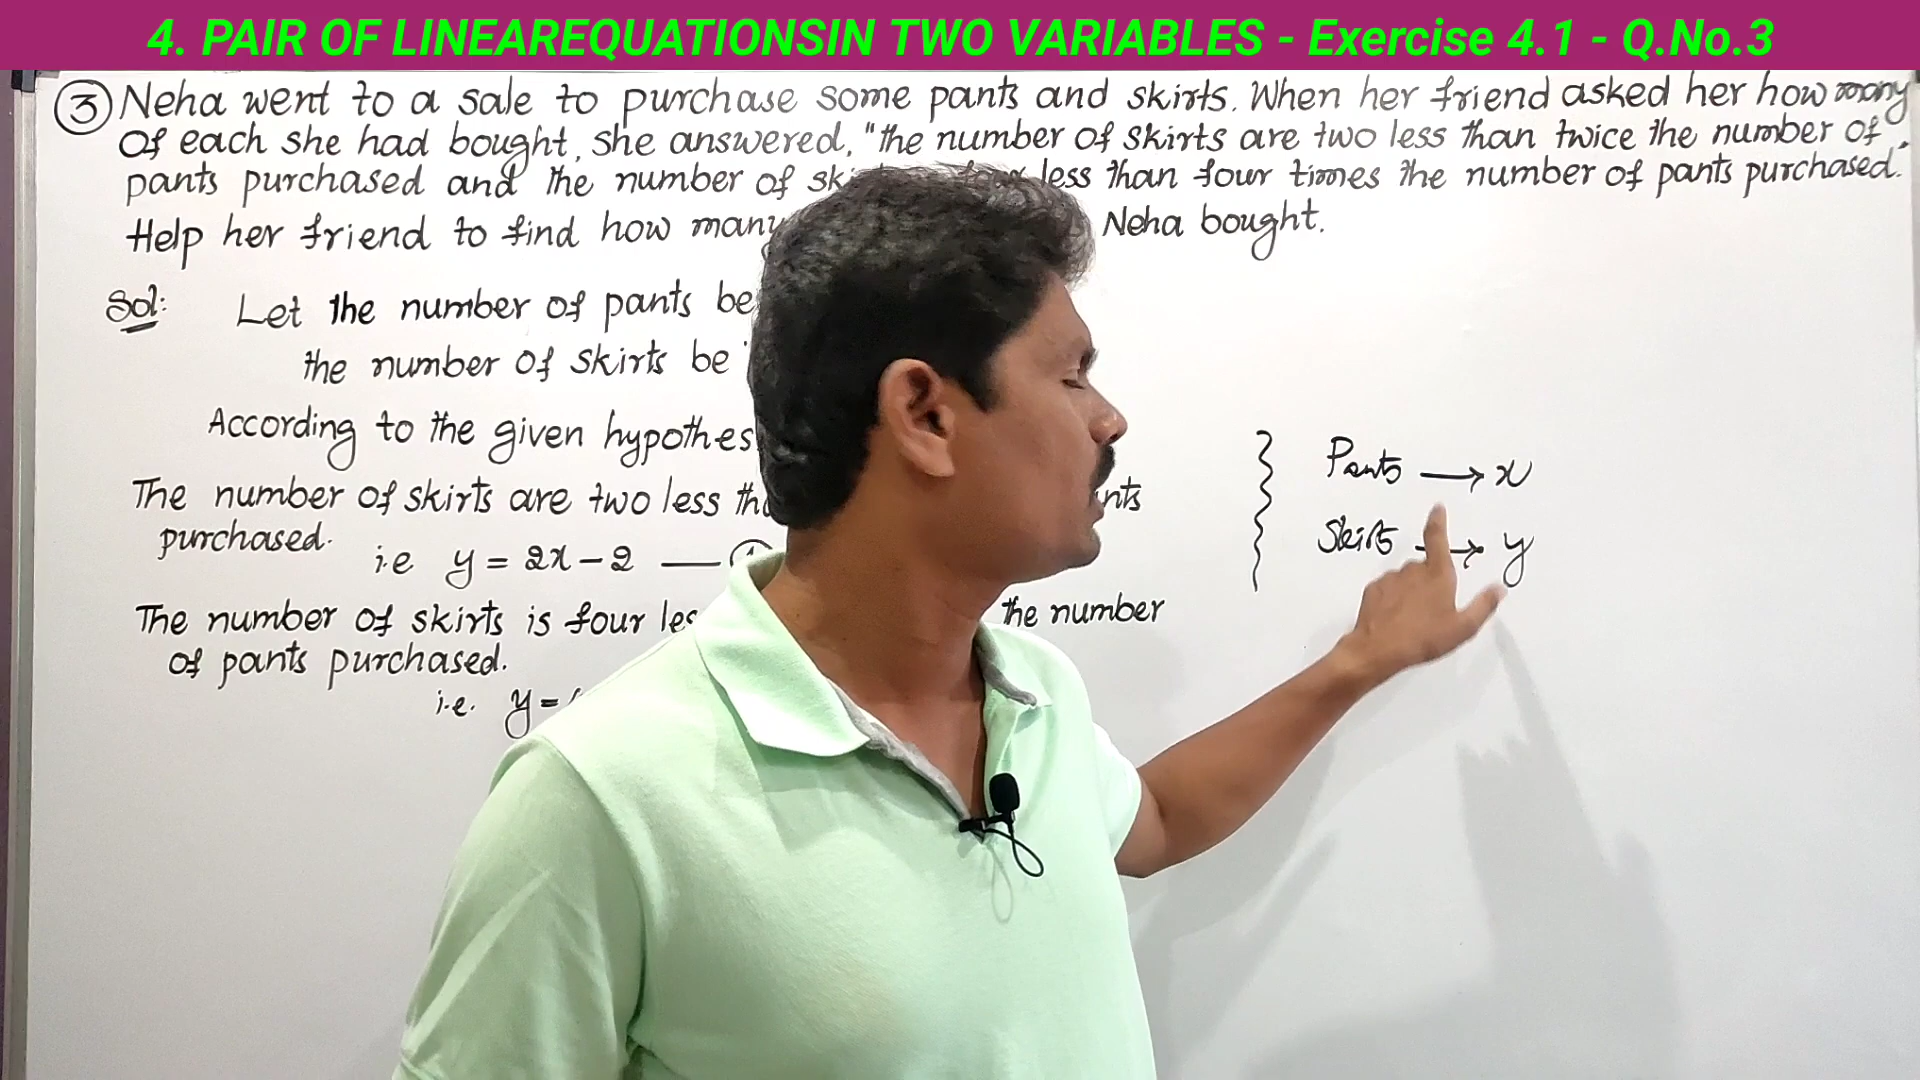 4. PAIR OF LINEAREQUATIONSIN TWO VARIABLES - Exercise 4.1 - Q.No.3
③ Neha went to a sale to purchase some pants and skirts. When her friend asked her how many
of each she had bought, she answered, "the number of skirts are two less than twice the number of
pants purchased and the number of less than four times the number of pants purchased."
Help her friend to find how many Neha bought.
Sol: Let the number of pants be
the number of skirts be
According to the given
The number of skirts are two less
purchased.
i.e y = 2x - 2
The number of skirts is four the number
of pants purchased.
i.e. y =
Pants → x
Skirts → y